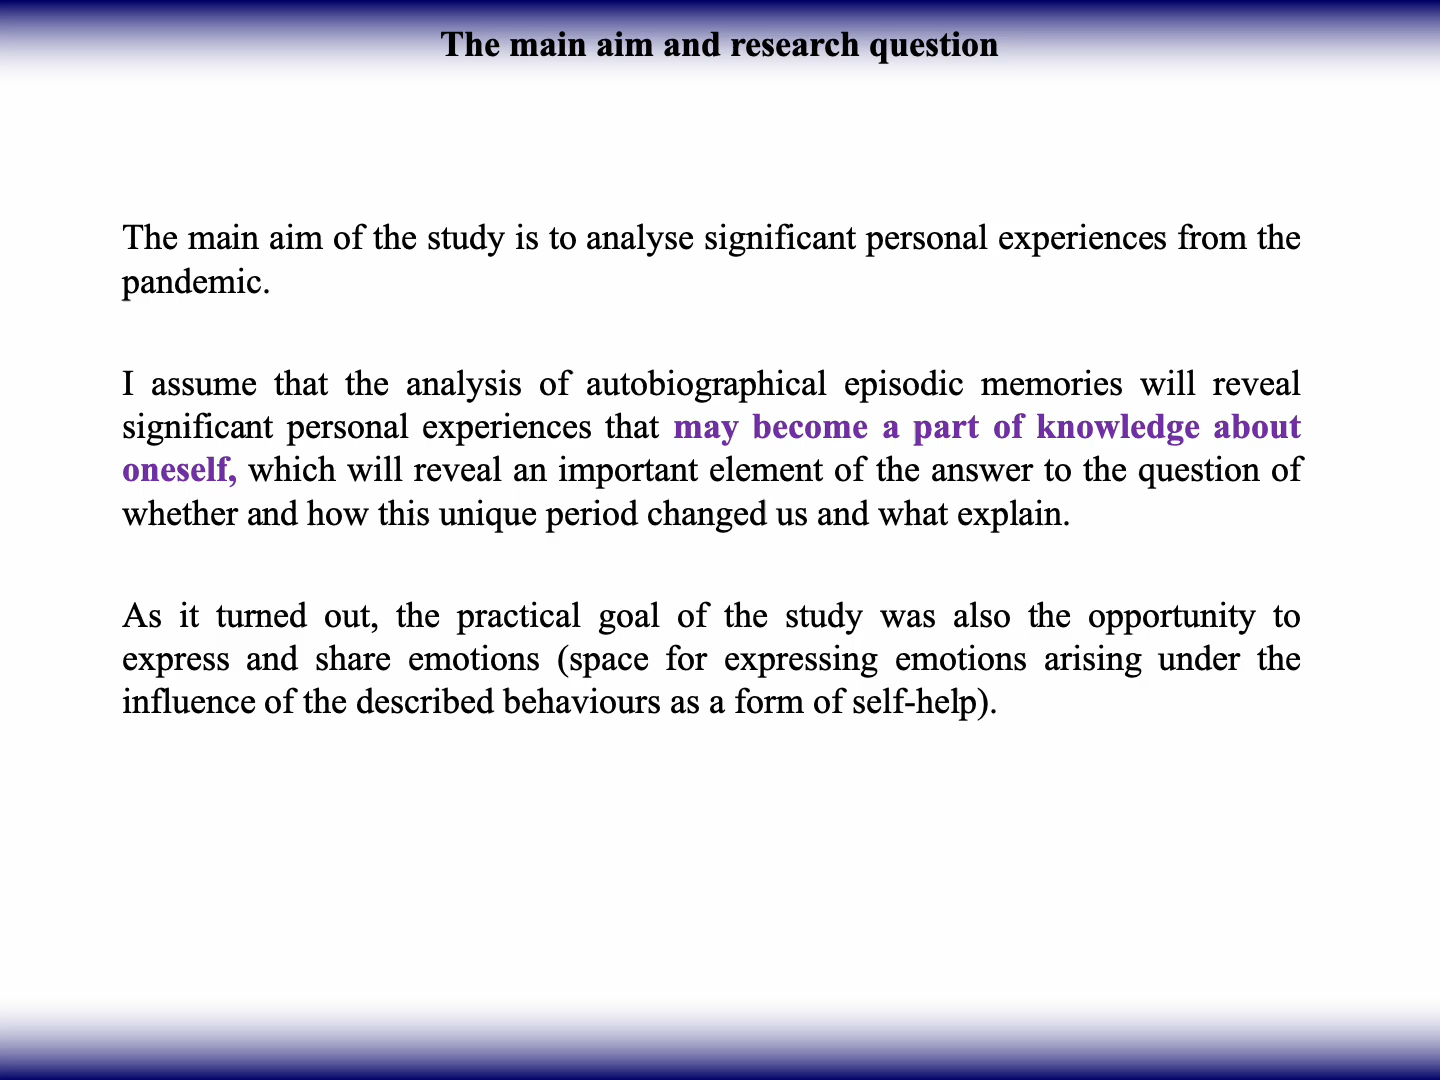 The main aim and research question
The main aim of the study is to analyse significant personal experiences from the
pandemic.
I assume that the analysis of autobiographical episodic memories will reveal
significant personal experiences that may become a part of knowledge about
oneself, which will reveal an important element of the answer to the question of
whether and how this unique period changed us and what explain.
As it turned out, the practical goal of the study was also the opportunity to
express and share emotions (space for expressing emotions arising under the
influence of the described behaviours as a form of self-help).